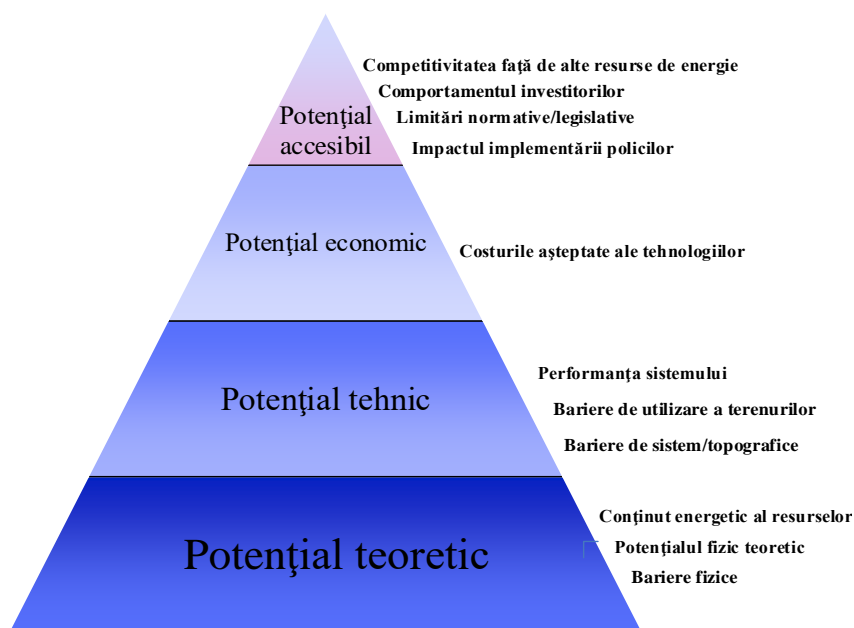 Competitivitatea faţă de alte resurse de energie
Comportamentul investitorilor
Potenţial
accesibil
Limitări normative/legislative
Impactul implementării policilor
Potenţial economic
Costurile aşteptate ale tehnologiilor
Potenţial tehnic
Performanţa sistemului
Bariere de utilizare a terenurilor
Bariere de sistem/topografice
Potenţial teoretic
Conţinut energetic al resurselor
Potenţialul fizic teoretic
Bariere fizice